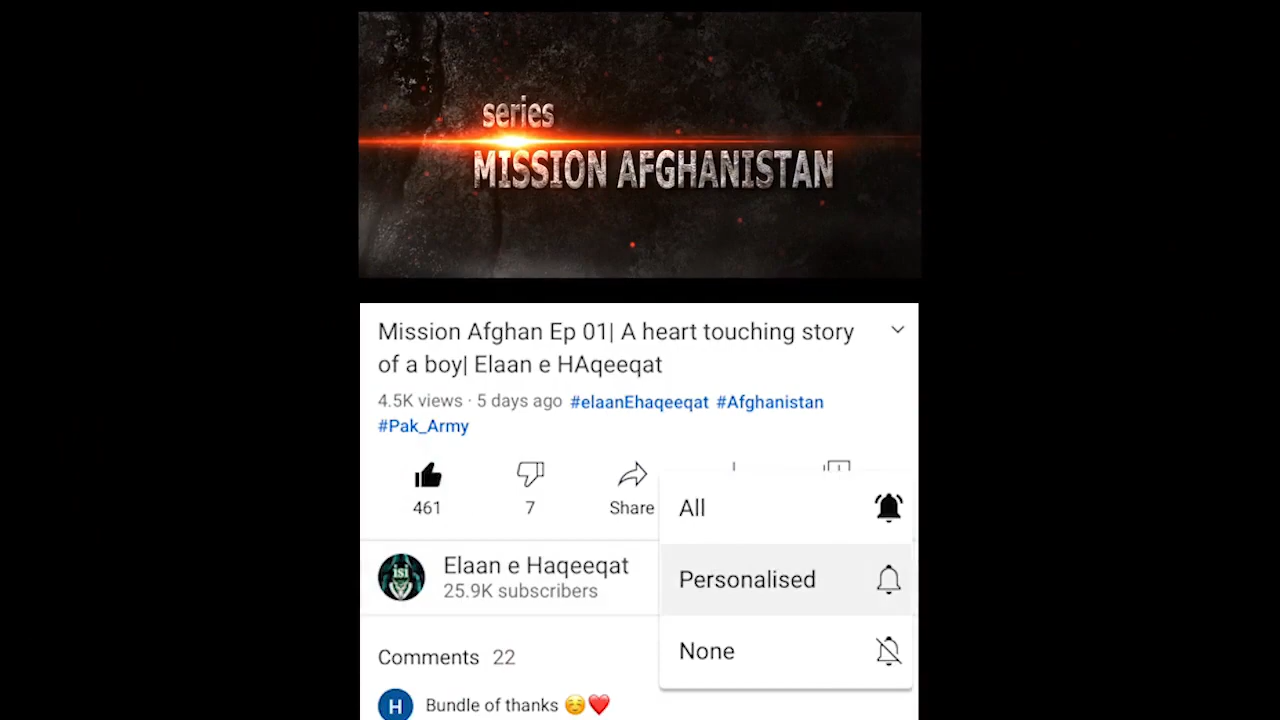 series
MISSION AFGHANISTAN
Mission Afghan Ep 01| A heart touching story
of a boy| Elaan e HAqeeqat
4.5K views · 5 days ago #elaanEhaqeeqat #Afghanistan
#Pak_Army
461
7
Share
All
Personalised
None
isi
Elaan e Haqeeqat
25.9K subscribers
Comments 22
H
Bundle of thanks ☺️❤️